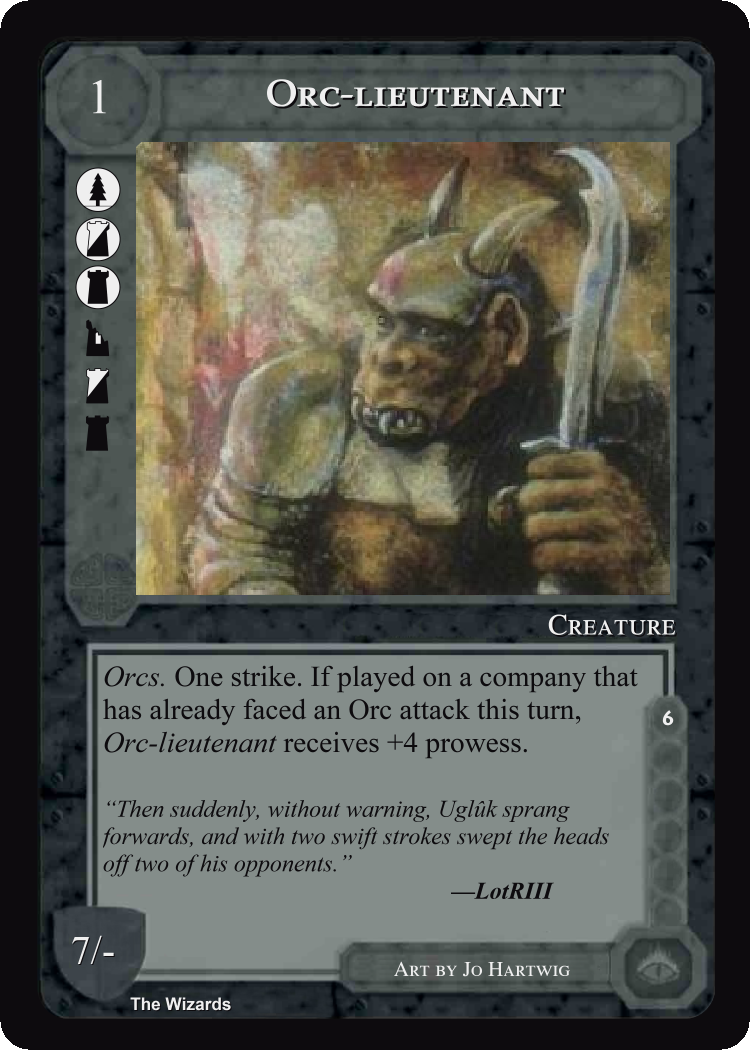 1
Orc-lieutenant
Creature
Orcs. One strike. If played on a company that
has already faced an Orc attack this turn,
Orc-lieutenant receives +4 prowess.
6
“Then suddenly, without warning, Uglûk sprang
forwards, and with two swift strokes swept the heads
off two of his opponents.”
—LotRIII
7/-
Art by Jo Hartwig
The Wizards